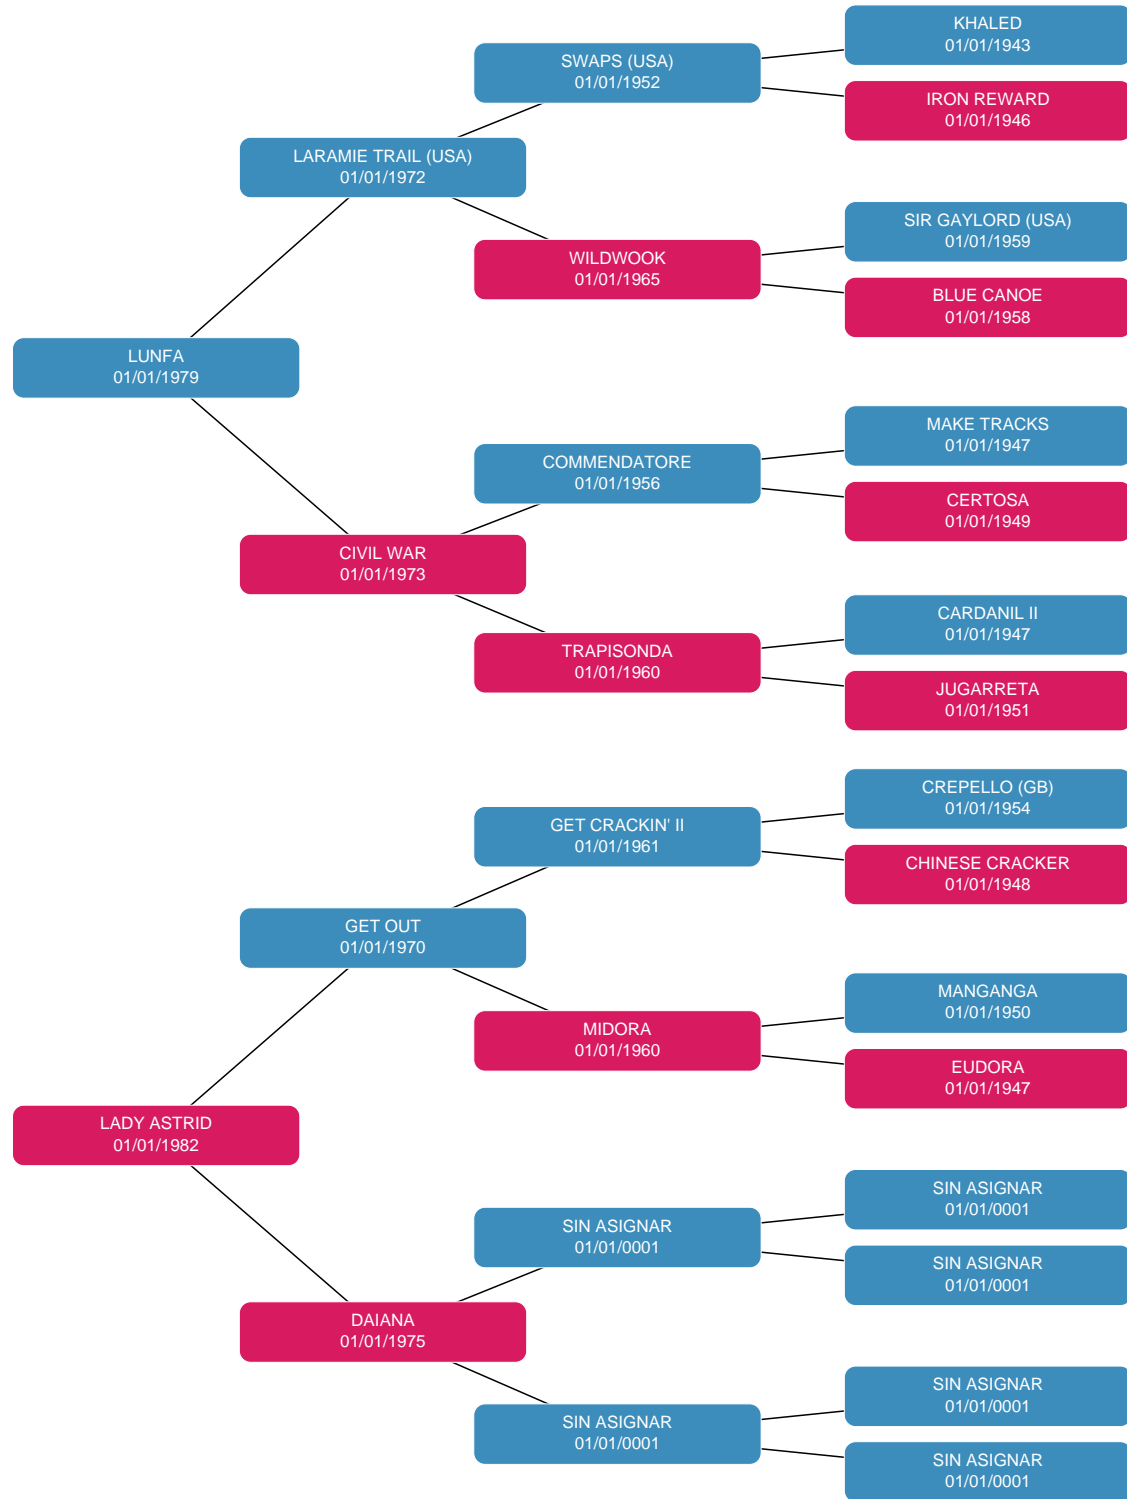 KHALED
01/01/1943
SWAPS (USA)
01/01/1952
IRON REWARD
01/01/1946
LARAMIE TRAIL (USA)
01/01/1972
SIR GAYLORD (USA)
01/01/1959
WILDWOOK
01/01/1965
BLUE CANOE
01/01/1958
LUNFA
01/01/1979
MAKE TRACKS
01/01/1947
COMMENDATORE
01/01/1956
CERTOSA
01/01/1949
CIVIL WAR
01/01/1973
CARDANIL II
01/01/1947
TRAPISONDA
01/01/1960
JUGARRETA
01/01/1951
CREPELLO (GB)
01/01/1954
GET CRACKIN' II
01/01/1961
CHINESE CRACKER
01/01/1948
GET OUT
01/01/1970
MANGANGA
01/01/1950
MIDORA
01/01/1960
EUDORA
01/01/1947
LADY ASTRID
01/01/1982
SIN ASIGNAR
01/01/0001
SIN ASIGNAR
01/01/0001
SIN ASIGNAR
01/01/0001
DAIANA
01/01/1975
SIN ASIGNAR
01/01/0001
SIN ASIGNAR
01/01/0001
SIN ASIGNAR
01/01/0001